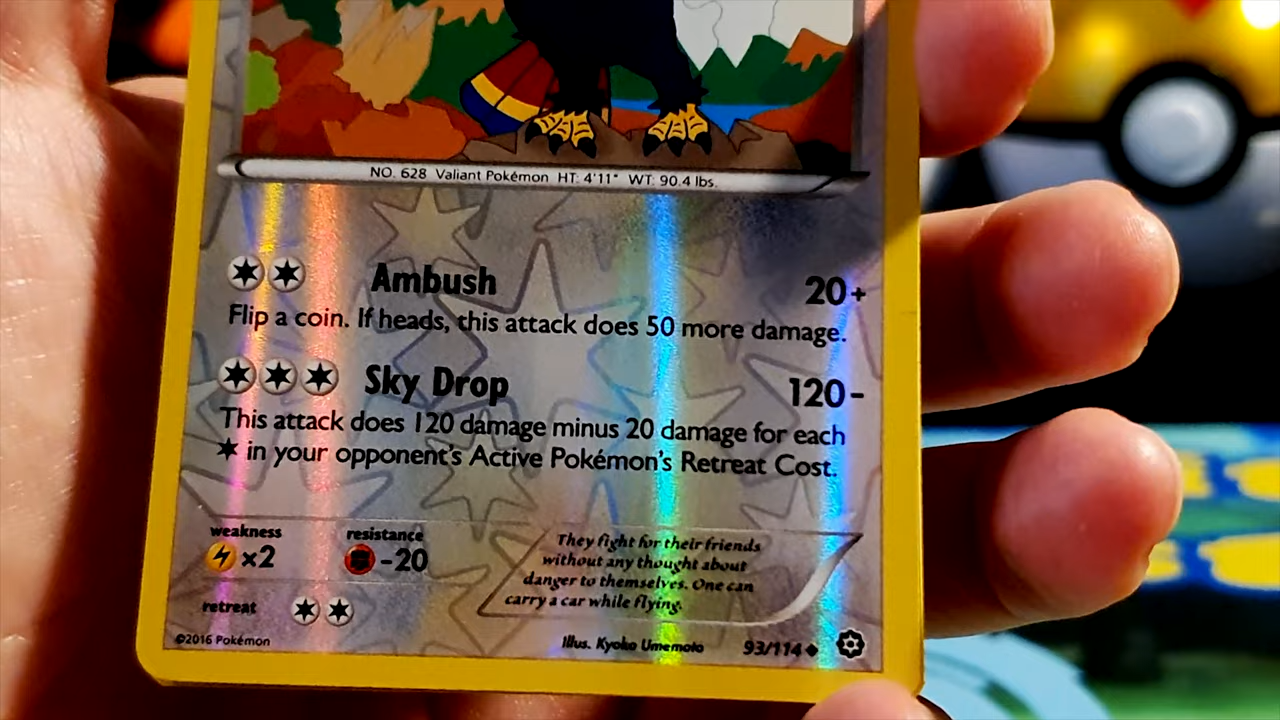 NO. 628 Valiant Pokémon HT: 4'11" WT: 90.4 lbs.
Ambush 20+
Flip a coin. If heads, this attack does 50 more damage.
Sky Drop 120-
This attack does 120 damage minus 20 damage for each
in your opponent's Active Pokémon's Retreat Cost.
weakness resistance
×2 -20
They fight for their friends
without any thought about
danger to themselves. One can
carry a car while flying.
retreat
©2016 Pokémon Illus. Kyoko Umemoto 93/114